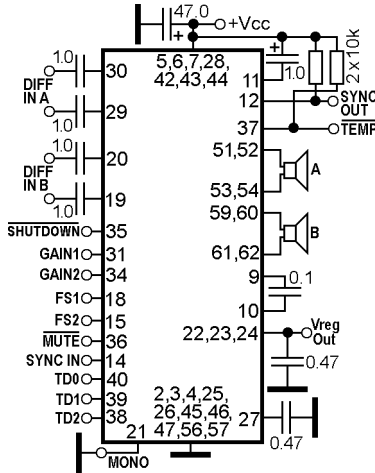 47.0
+
+Vcc
1.0
DIFF
IN A
1.0
30
29
5,6,7,28,
42,43,44
+
11
1.0
2x10k
12
SYNC
OUT
37
TEMP
1.0
DIFF
IN B
1.0
20
19
51,52
53,54
A
59,60
61,62
B
SHUTDOWN
35
GAIN1
31
GAIN2
34
FS1
18
FS2
15
MUTE
36
SYNC IN
14
TD0
40
TD1
39
TD2
38
9
0.1
10
22,23,24
Vreg
Out
0.47
2,3,4,25,
26,45,46,
47,56,57
27
0.47
21
MONO